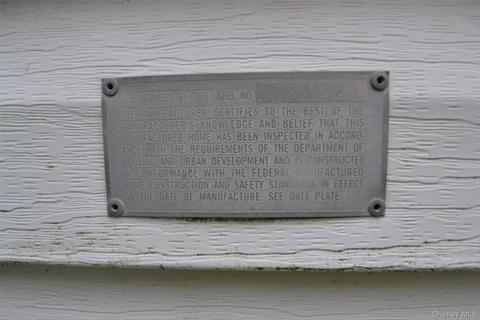 AS EVIDENCED BY THIS LABEL NO.
THE MANUFACTURER CERTIFIES TO THE BEST OF THE
MANUFACTURER'S KNOWLEDGE AND BELIEF THAT THIS
MANUFACTURED HOME HAS BEEN INSPECTED IN ACCORD-
ANCE WITH THE REQUIREMENTS OF THE DEPARTMENT OF
HOUSING AND URBAN DEVELOPMENT AND IS CONSTRUCTED
IN CONFORMANCE WITH THE FEDERAL MANUFACTURED
HOME CONSTRUCTION AND SAFETY STANDARDS IN EFFECT
ON THE DATE OF MANUFACTURE. SEE DATA PLATE.
OneKey MLS